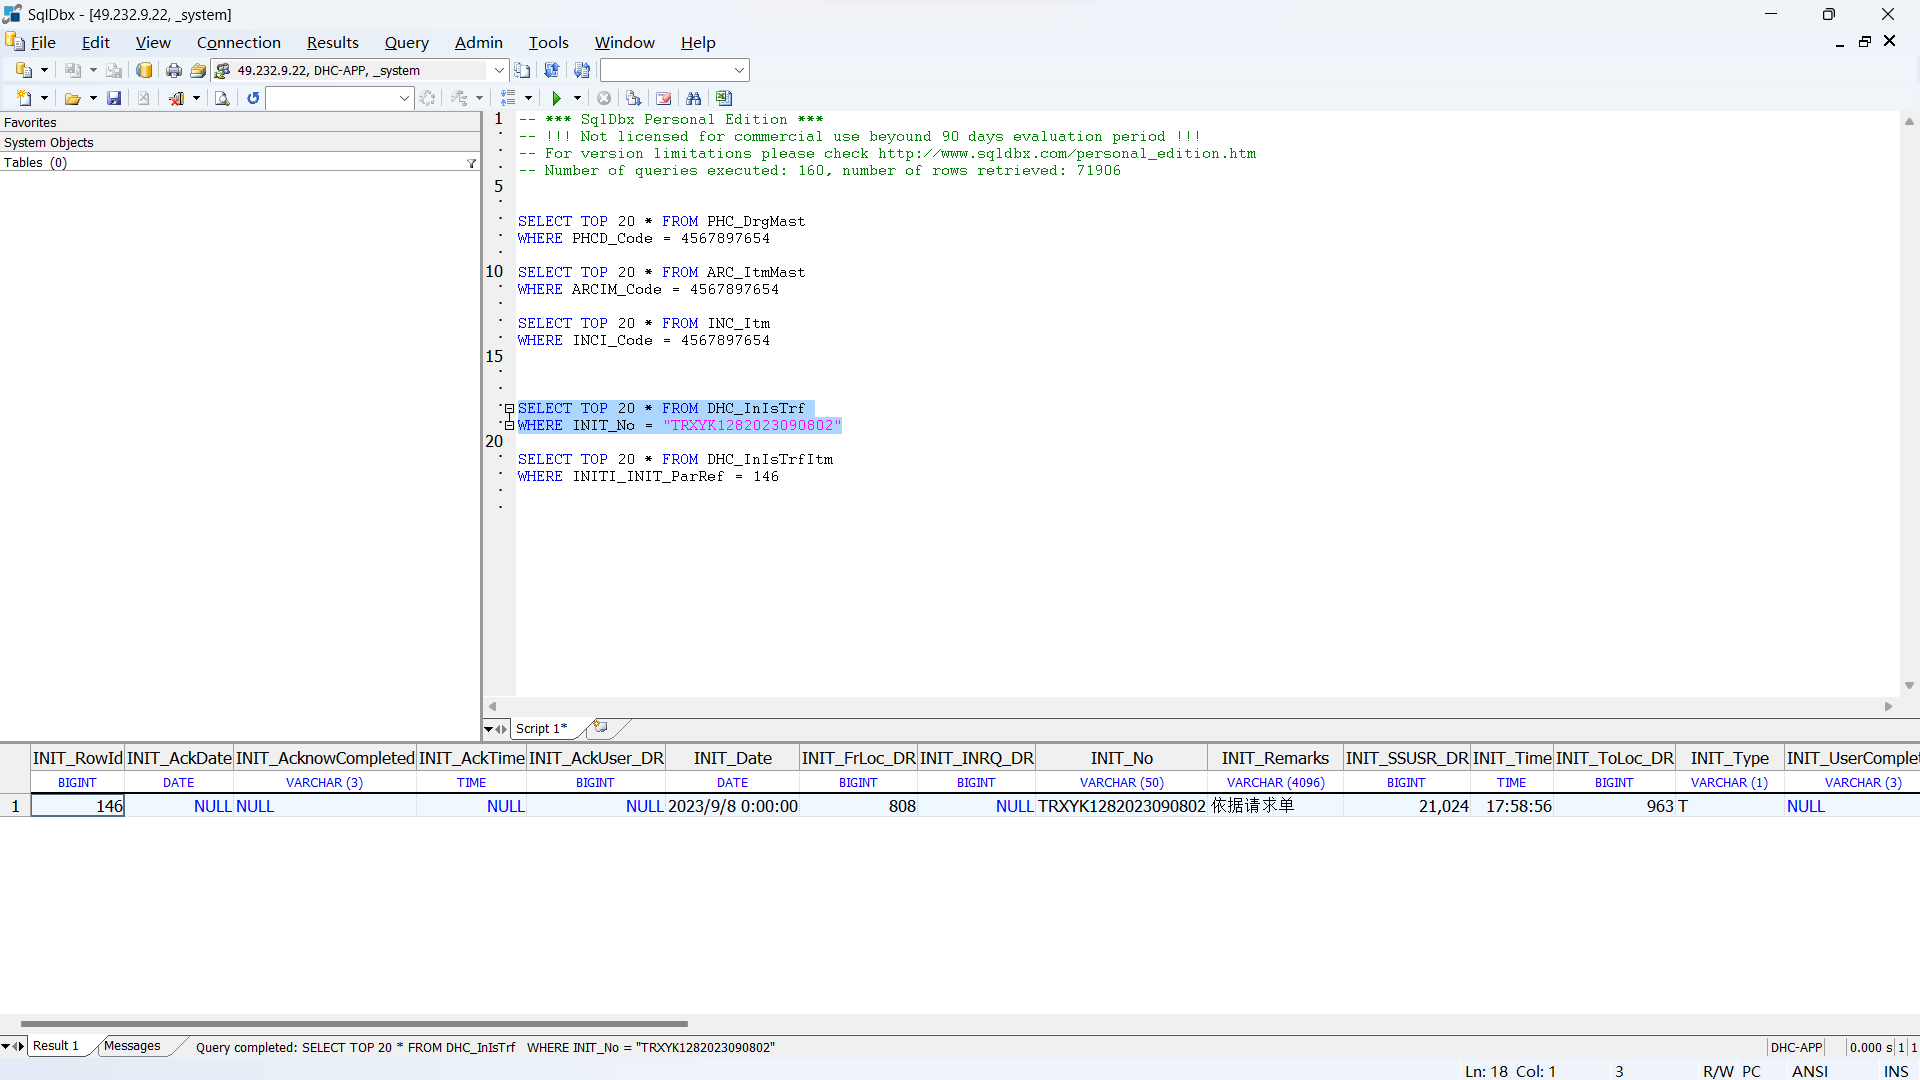 SqlDbx - [49.232.9.22, _system]
File Edit View Connection Results Query Admin Tools Window Help
49.232.9.22, DHC-APP, _system
Favorites
System Objects
Tables (0)
1 -- *** SqlDbx Personal Edition ***
-- !!! Not licensed for commercial use beyound 90 days evaluation period !!!
-- For version limitations please check http://www.sqldbx.com/personal_edition.htm
-- Number of queries executed: 160, number of rows retrieved: 71906
5
SELECT TOP 20 * FROM PHC_DrgMast
WHERE PHCD_Code = 4567897654
10 SELECT TOP 20 * FROM ARC_ItmMast
WHERE ARCIM_Code = 4567897654
SELECT TOP 20 * FROM INC_Itm
WHERE INCI_Code = 4567897654
15
SELECT TOP 20 * FROM DHC_InIsTrf
WHERE INIT_No = "TRXYK1282023090802"
20
SELECT TOP 20 * FROM DHC_InIsTrfItm
WHERE INITI_INIT_ParRef = 146
Script 1*
INIT_RowId INIT_AckDate INIT_AcknowCompleted INIT_AckTime INIT_AckUser_DR INIT_Date INIT_FrLoc_DR INIT_INRQ_DR INIT_No INIT_Remarks INIT_SSUSR_DR INIT_Time INIT_ToLoc_DR INIT_Type INIT_UserComplet
BIGINT DATE VARCHAR (3) TIME BIGINT DATE BIGINT BIGINT VARCHAR (50) VARCHAR (4096) BIGINT TIME BIGINT VARCHAR (1) VARCHAR (3)
1 146 NULL NULL NULL NULL 2023/9/8 0:00:00 808 NULL TRXYK1282023090802 依据请求单 21,024 17:58:56 963 T NULL
Result 1 Messages Query completed: SELECT TOP 20 * FROM DHC_InIsTrf WHERE INIT_No = "TRXYK1282023090802" DHC-APP 0.000 s 1 1
Ln: 18 Col: 1 3 R/W PC ANSI INS